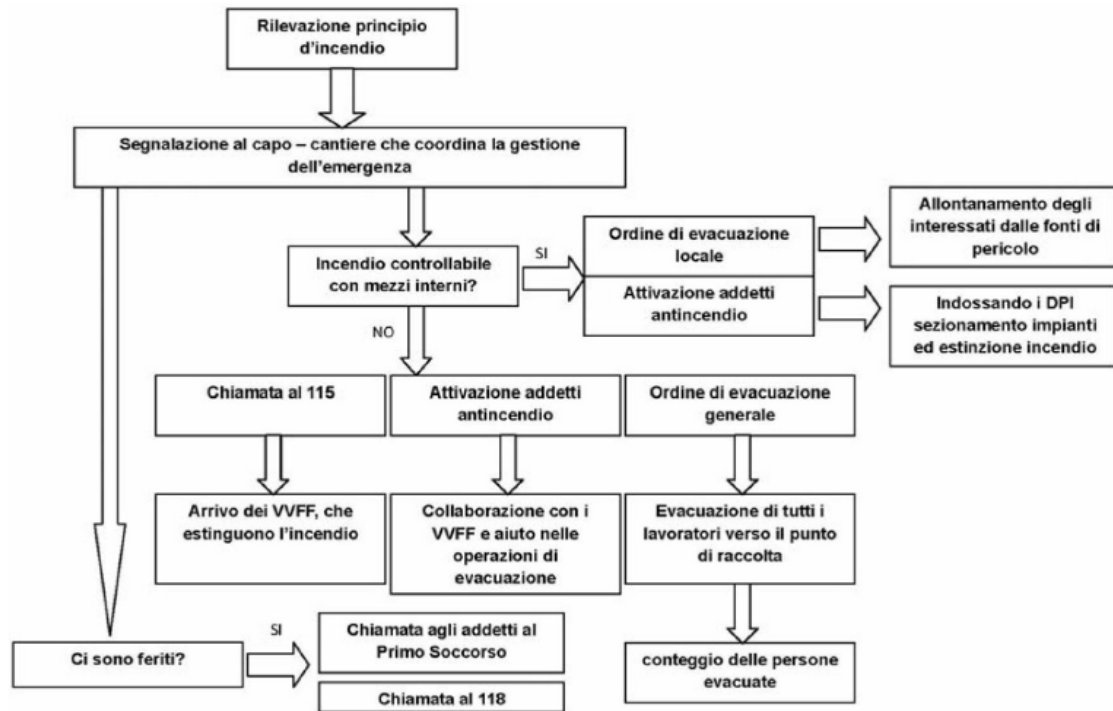 Rilevazione principio
d'incendio
Segnalazione al capo – cantiere che coordina la gestione
dell'emergenza
Incendio controllabile
con mezzi interni?
SI
Ordine di evacuazione
locale
Attivazione addetti
antincendio
Allontanamento degli
interessati dalle fonti di
pericolo
Indossando i DPI
sezionamento impianti
ed estinzione incendio
NO
Chiamata al 115
Attivazione addetti
antincendio
Ordine di evacuazione
generale
Arrivo dei VVFF, che
estinguono l'incendio
Collaborazione con i
VVFF e aiuto nelle
operazioni di
evacuazione
Evacuazione di tutti i
lavoratori verso il punto
di raccolta
conteggio delle persone
evacuate
Ci sono feriti?
SI
Chiamata agli addetti al
Primo Soccorso
Chiamata al 118